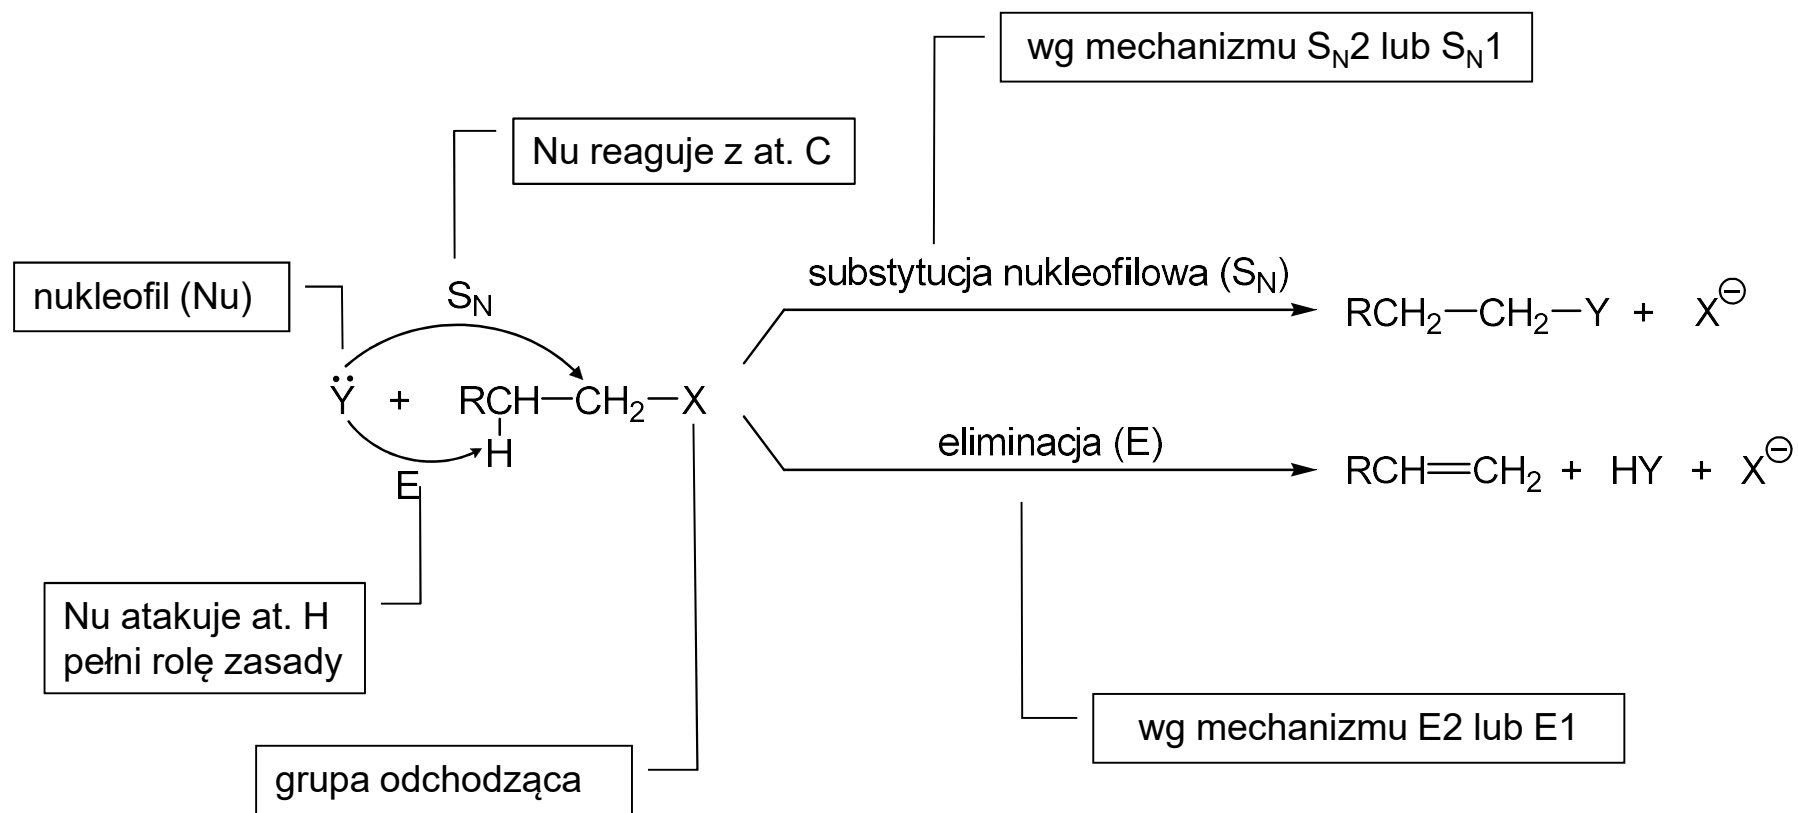 wg mechanizmu SN2 lub SN1
Nu reaguje z at. C
nukleofil (Nu)
SN
substytucja nukleofilowa (SN)
RCH2—CH2—Y + X⊖
Ÿ + RCH—CH2—X
H
E
eliminacja (E)
RCH=CH2 + HY + X⊖
Nu atakuje at. H
pełni rolę zasady
wg mechanizmu E2 lub E1
grupa odchodząca